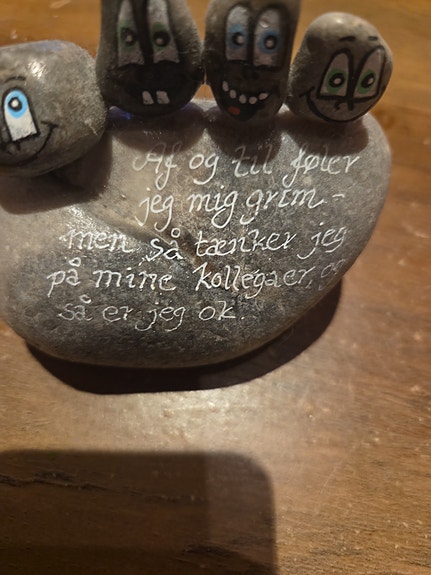 Af og til føler
jeg mig grim -
men så tænker jeg
på mine kollegaer, og
så er jeg ok.